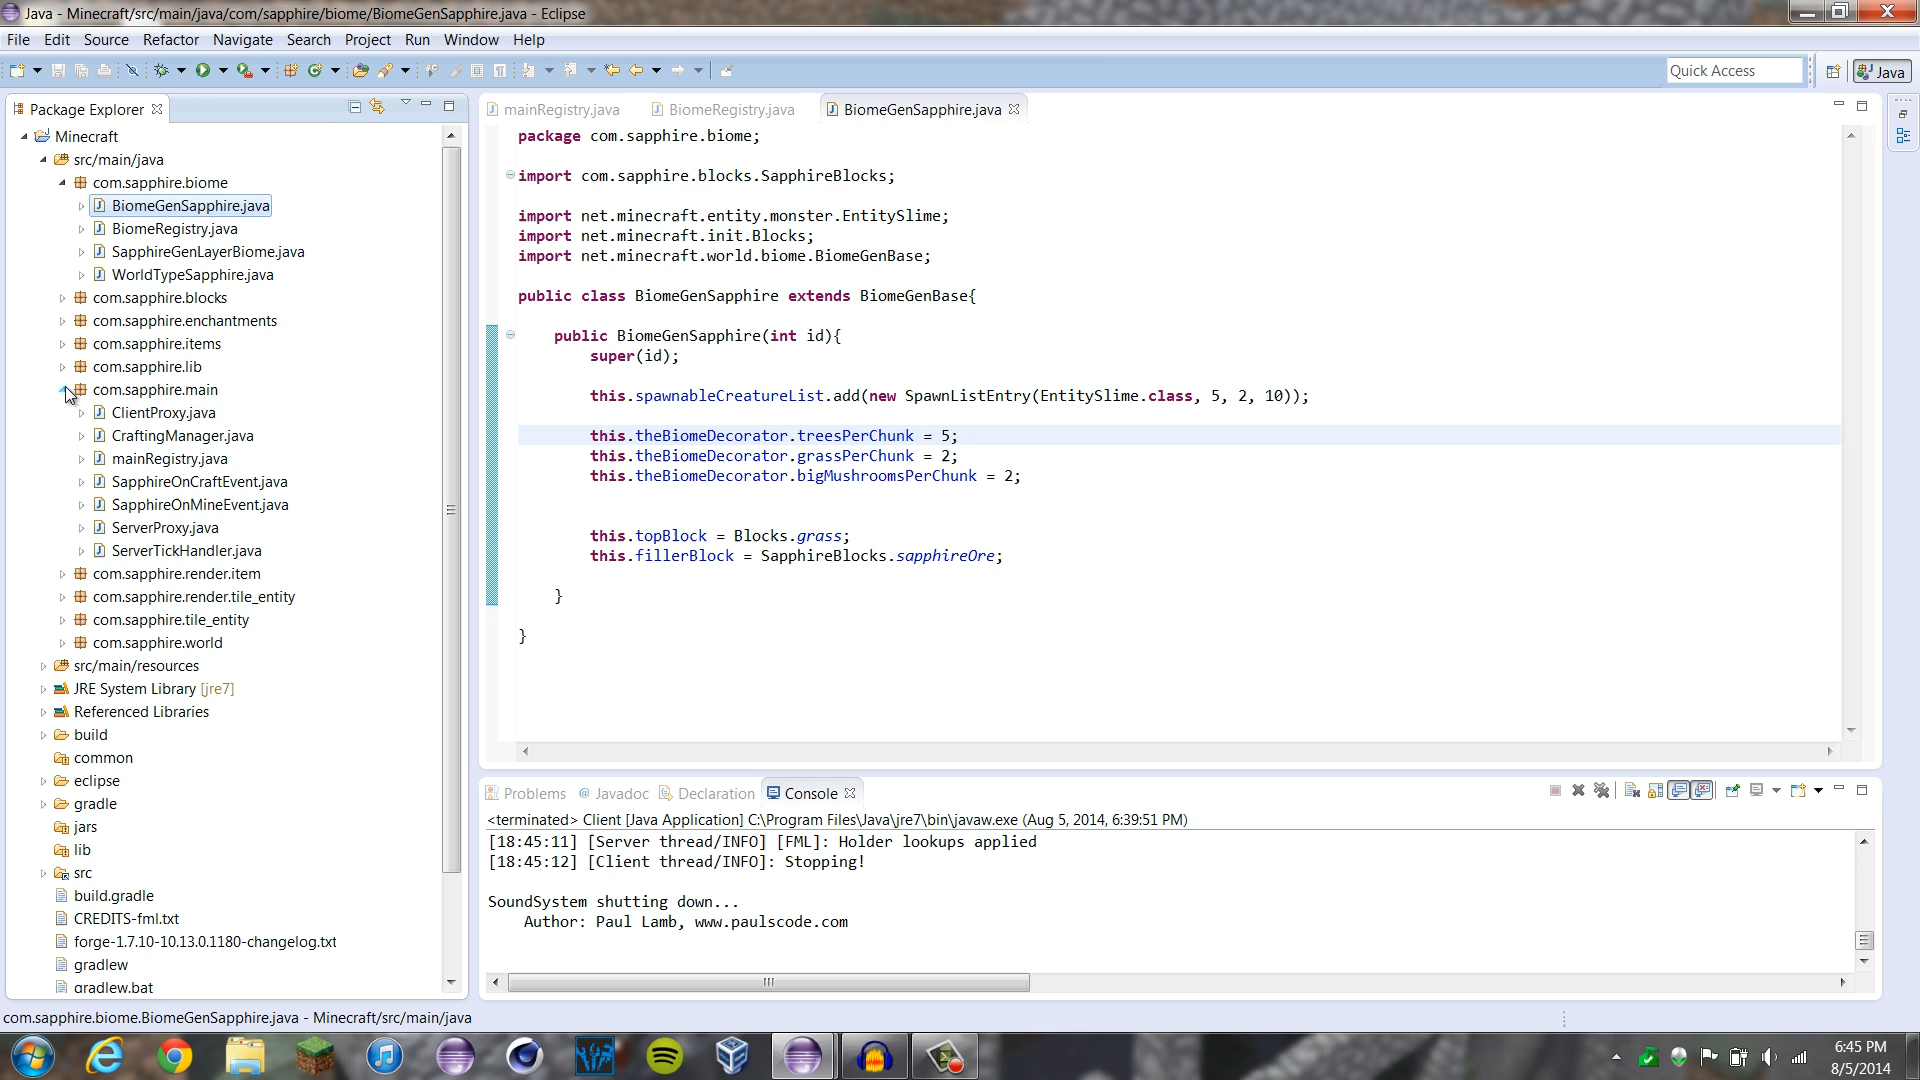 Java - Minecraft/src/main/java/com/sapphire/biome/BiomeGenSapphire.java - Eclipse
File Edit Source Refactor Navigate Search Project Run Window Help
Quick Access
Java
Package Explorer
Minecraft
src/main/java
com.sapphire.biome
BiomeGenSapphire.java
BiomeRegistry.java
SapphireGenLayerBiome.java
WorldTypeSapphire.java
com.sapphire.blocks
com.sapphire.enchantments
com.sapphire.items
com.sapphire.lib
com.sapphire.main
ClientProxy.java
CraftingManager.java
mainRegistry.java
SapphireOnCraftEvent.java
SapphireOnMineEvent.java
ServerProxy.java
ServerTickHandler.java
com.sapphire.render.item
com.sapphire.render.tile_entity
com.sapphire.tile_entity
com.sapphire.world
src/main/resources
JRE System Library [jre7]
Referenced Libraries
build
common
eclipse
gradle
jars
lib
src
build.gradle
CREDITS-fml.txt
forge-1.7.10-10.13.0.1180-changelog.txt
gradlew
gradlew.bat
mainRegistry.java BiomeRegistry.java BiomeGenSapphire.java
package com.sapphire.biome;
import com.sapphire.blocks.SapphireBlocks;
import net.minecraft.entity.monster.EntitySlime;
import net.minecraft.init.Blocks;
import net.minecraft.world.biome.BiomeGenBase;
public class BiomeGenSapphire extends BiomeGenBase{
public BiomeGenSapphire(int id){
super(id);
this.spawnableCreatureList.add(new SpawnListEntry(EntitySlime.class, 5, 2, 10));
this.theBiomeDecorator.treesPerChunk = 5;
this.theBiomeDecorator.grassPerChunk = 2;
this.theBiomeDecorator.bigMushroomsPerChunk = 2;
this.topBlock = Blocks.grass;
this.fillerBlock = SapphireBlocks.sapphireOre;
}
}
Problems @ Javadoc Declaration Console
<terminated> Client [Java Application] C:\Program Files\Java\jre7\bin\javaw.exe (Aug 5, 2014, 6:39:51 PM)
[18:45:11] [Server thread/INFO] [FML]: Holder lookups applied
[18:45:12] [Client thread/INFO]: Stopping!
SoundSystem shutting down...
Author: Paul Lamb, www.paulscode.com
com.sapphire.biome.BiomeGenSapphire.java - Minecraft/src/main/java
6:45 PM
8/5/2014